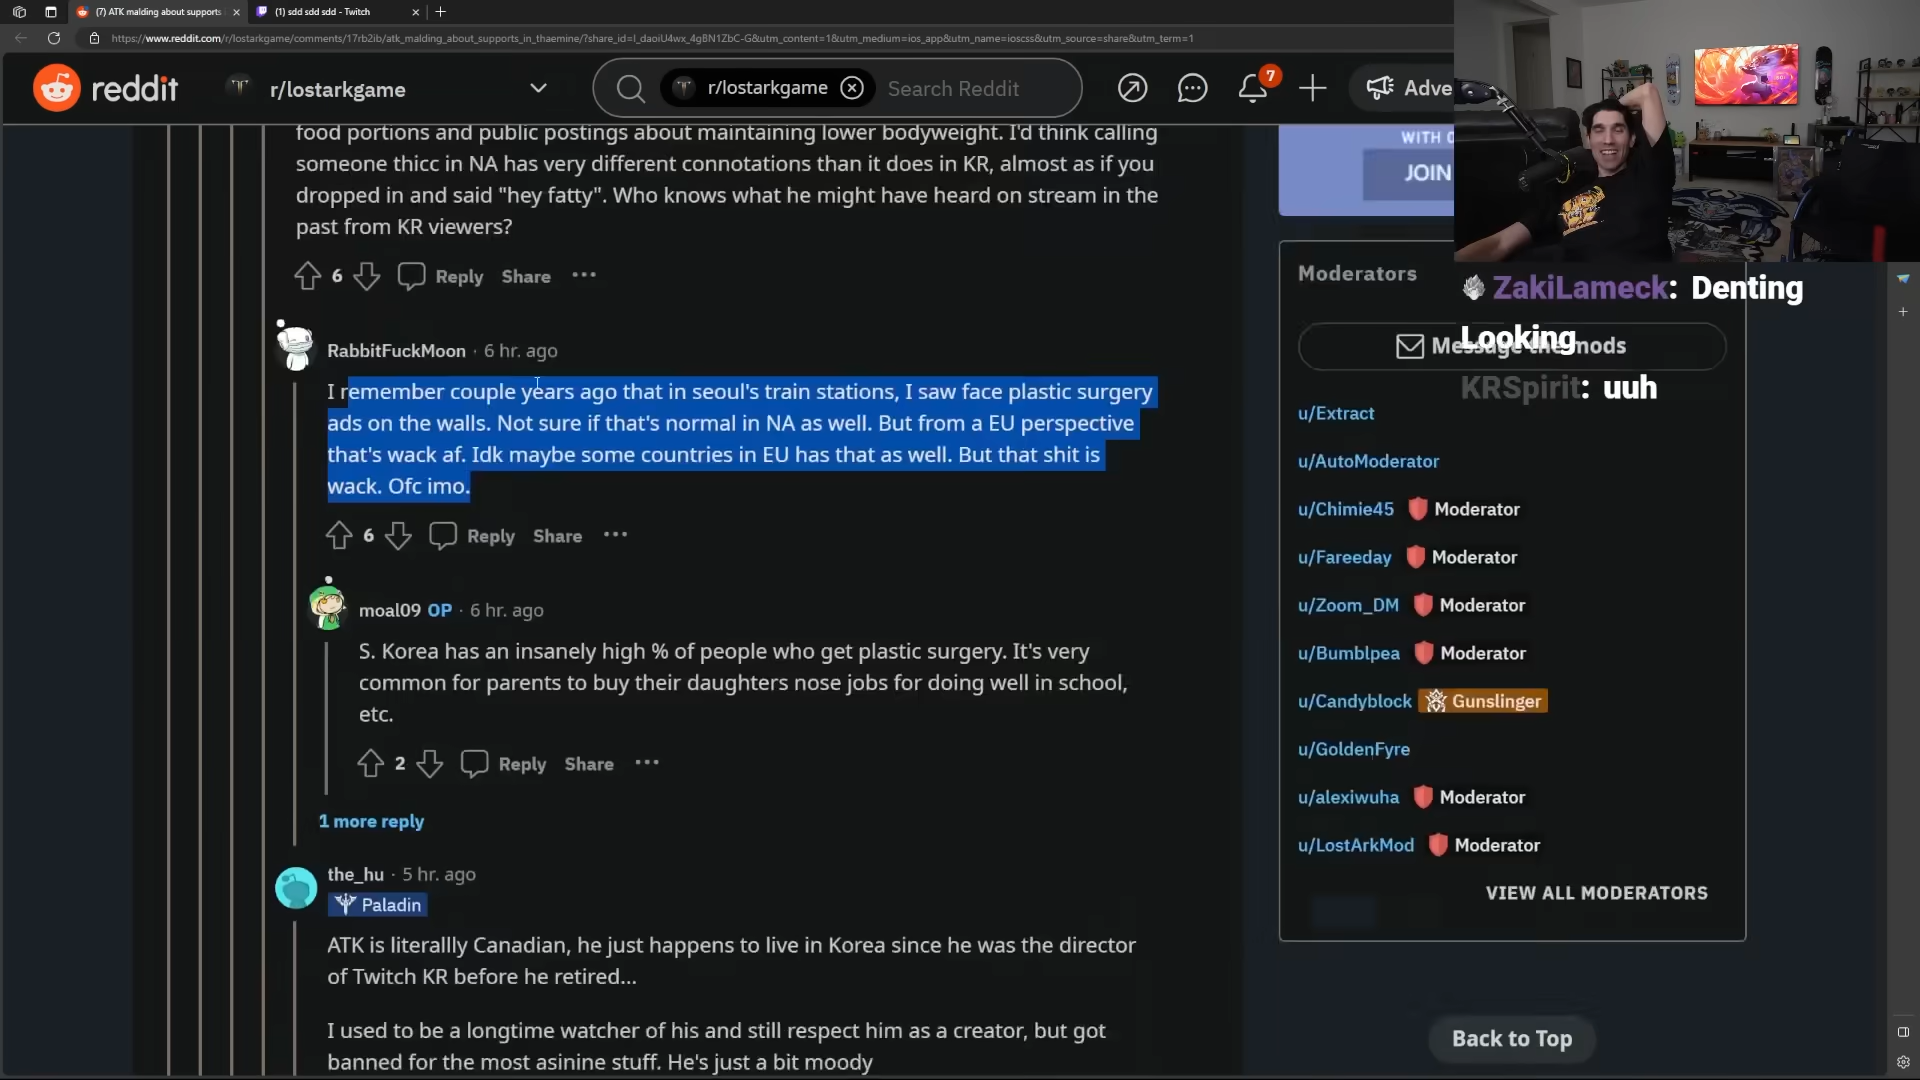 (7) ATK malding about supports
(1) sdd sdd sdd - Twitch
https://www.reddit.com/r/lostarkgame/comments/17rb2ib/atk_malding_about_supports_in_thaemine/?share_id=l_daoiU4wx_4gBN1ZbC-G&utm_content=1&utm_medium=ios_app&utm_name=ioscss&utm_source=share&utm_term=1
reddit
r/lostarkgame
r/lostarkgame
Search Reddit
7
Adve
food portions and public postings about maintaining lower bodyweight. I'd think calling
someone thicc in NA has very different connotations than it does in KR, almost as if you
dropped in and said "hey fatty". Who knows what he might have heard on stream in the
past from KR viewers?
6 Reply Share
RabbitFuckMoon · 6 hr. ago
I remember couple years ago that in seoul's train stations, I saw face plastic surgery
ads on the walls. Not sure if that's normal in NA as well. But from a EU perspective
that's wack af. Idk maybe some countries in EU has that as well. But that shit is
wack. Ofc imo.
6 Reply Share
moal09 OP · 6 hr. ago
S. Korea has an insanely high % of people who get plastic surgery. It's very
common for parents to buy their daughters nose jobs for doing well in school,
etc.
2 Reply Share
1 more reply
the_hu · 5 hr. ago
Paladin
ATK is literallly Canadian, he just happens to live in Korea since he was the director
of Twitch KR before he retired...
I used to be a longtime watcher of his and still respect him as a creator, but got
banned for the most asinine stuff. He's just a bit moody
JOIN
Moderators
ZakiLameck: Denting
Looking
KRSpirit: uuh
Message the mods
u/Extract
u/AutoModerator
u/Chimie45 Moderator
u/Fareeday Moderator
u/Zoom_DM Moderator
u/Bumblpea Moderator
u/Candyblock Gunslinger
u/GoldenFyre
u/alexiwuha Moderator
u/LostArkMod Moderator
VIEW ALL MODERATORS
Back to Top